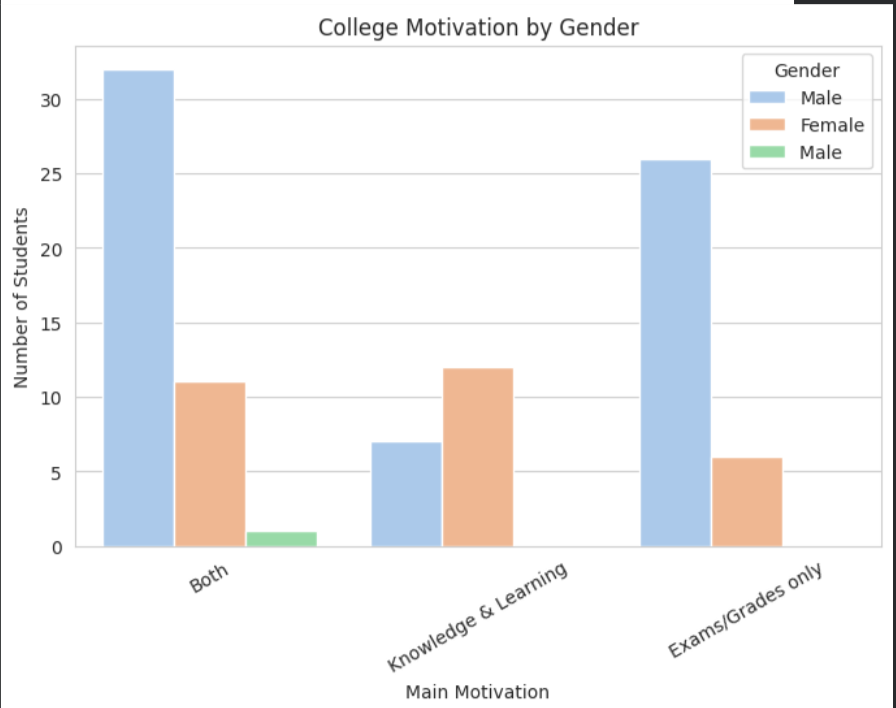 College Motivation by Gender
Gender
Male
Female
Male
30
25
20
15
10
5
0
Number of Students
Both
Knowledge & Learning
Exams/Grades only
Main Motivation